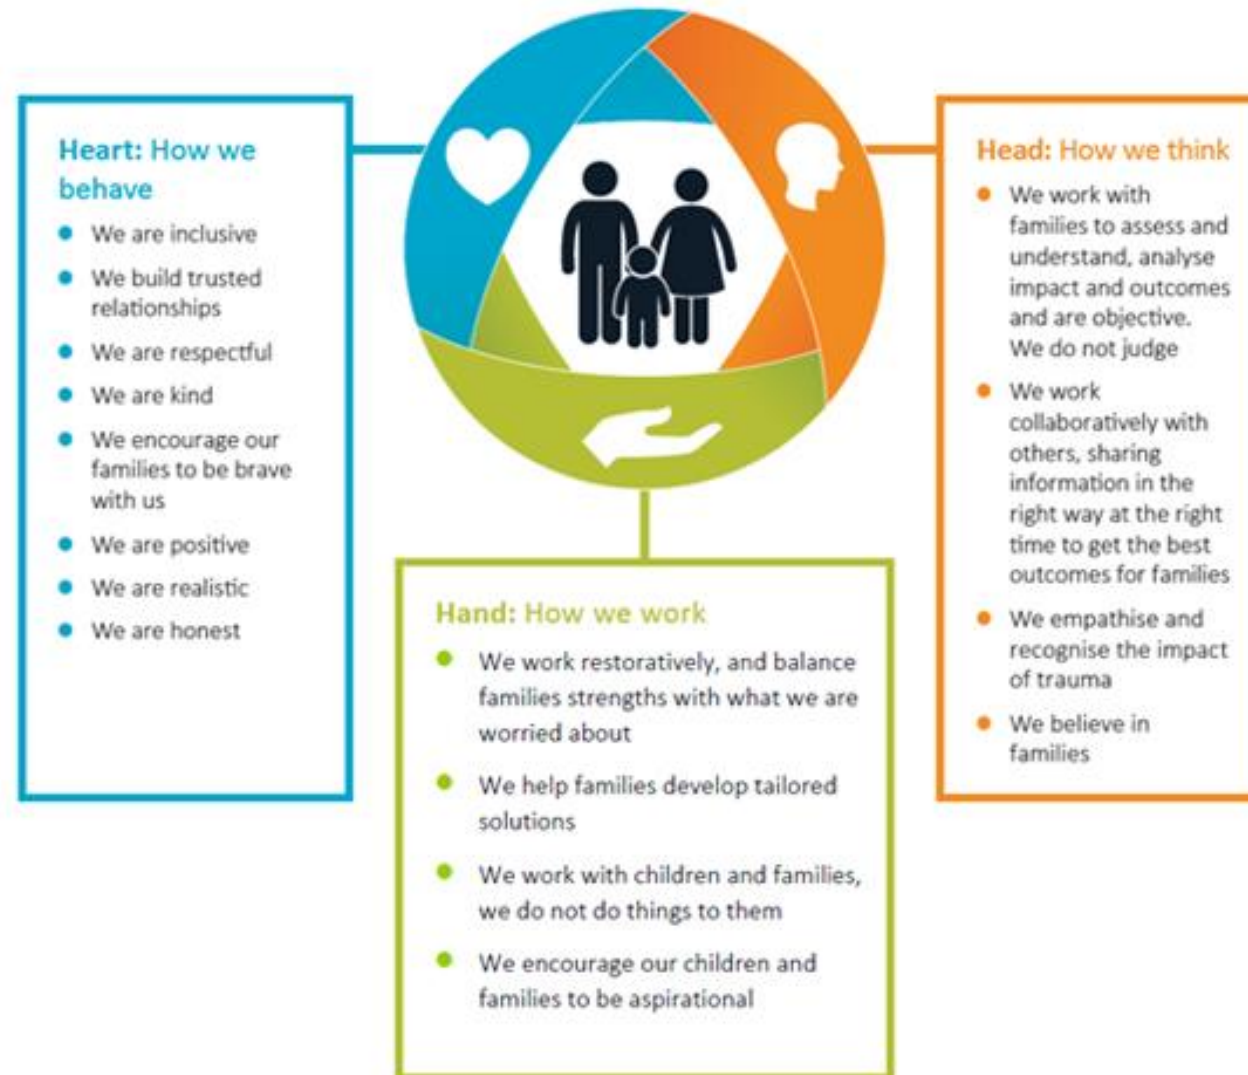 Heart: How we
behave
We are inclusive
We build trusted
relationships
We are respectful
We are kind
We encourage our
families to be brave
with us
We are positive
We are realistic
We are honest
Hand: How we work
We work restoratively, and balance
families strengths with what we are
worried about
We help families develop tailored
solutions
We work with children and families,
we do not do things to them
We encourage our children and
families to be aspirational
Head: How we think
We work with
families to assess and
understand, analyse
impact and outcomes
and are objective.
We do not judge
We work
collaboratively with
others, sharing
information in the
right way at the right
time to get the best
outcomes for families
We empathise and
recognise the impact
of trauma
We believe in
families